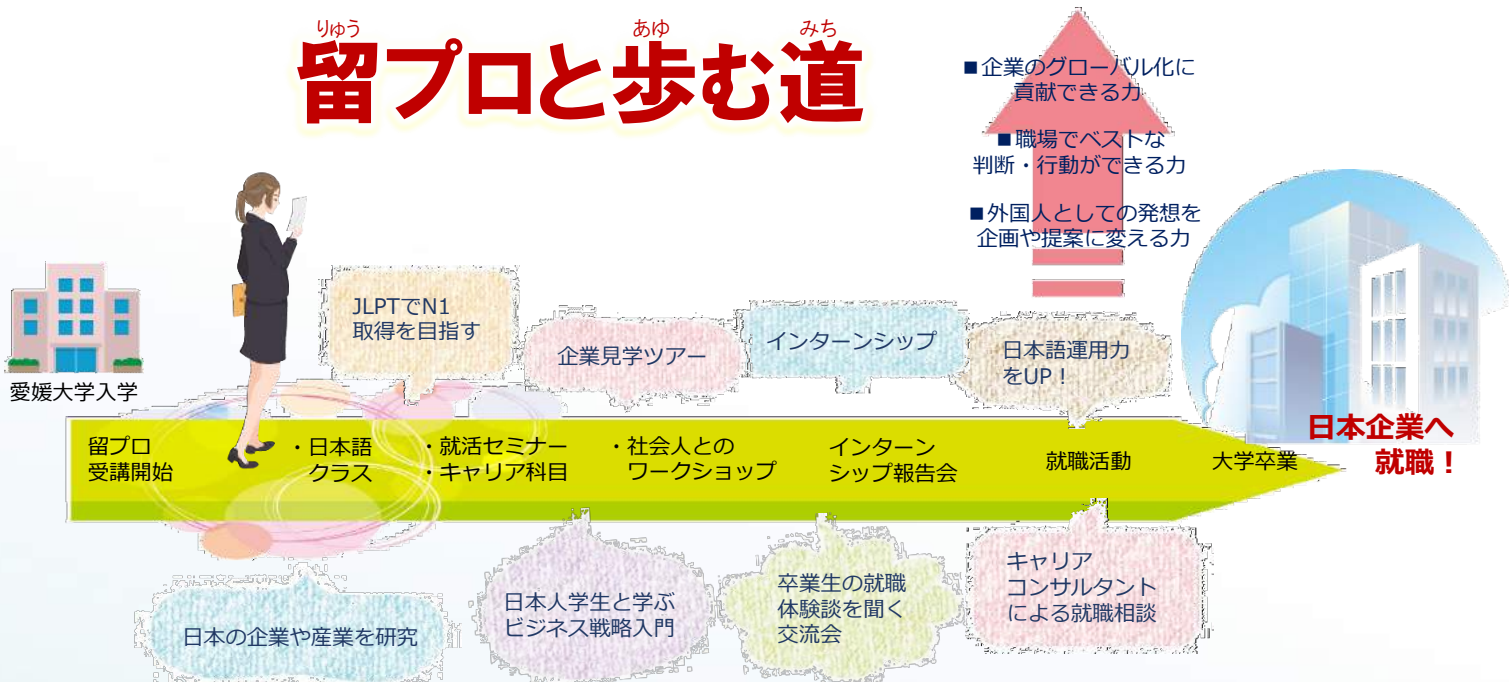 りゅう あゆ みち
留プロと歩む道
■企業のグローバル化に
貢献できる力
■職場でベストな
判断・行動ができる力
■外国人としての発想を
企画や提案に変える力
愛媛大学入学
JLPTでN1
取得を目指す
企業見学ツアー
インターンシップ
日本語運用力
をUP！
留プロ
受講開始
・日本語
クラス
・就活セミナー
・キャリア科目
・社会人との
ワークショップ
インターン
シップ報告会
就職活動
大学卒業
日本企業へ
就職！
日本の企業や産業を研究
日本人学生と学ぶ
ビジネス戦略入門
卒業生の就職
体験談を聞く
交流会
キャリア
コンサルタント
による就職相談